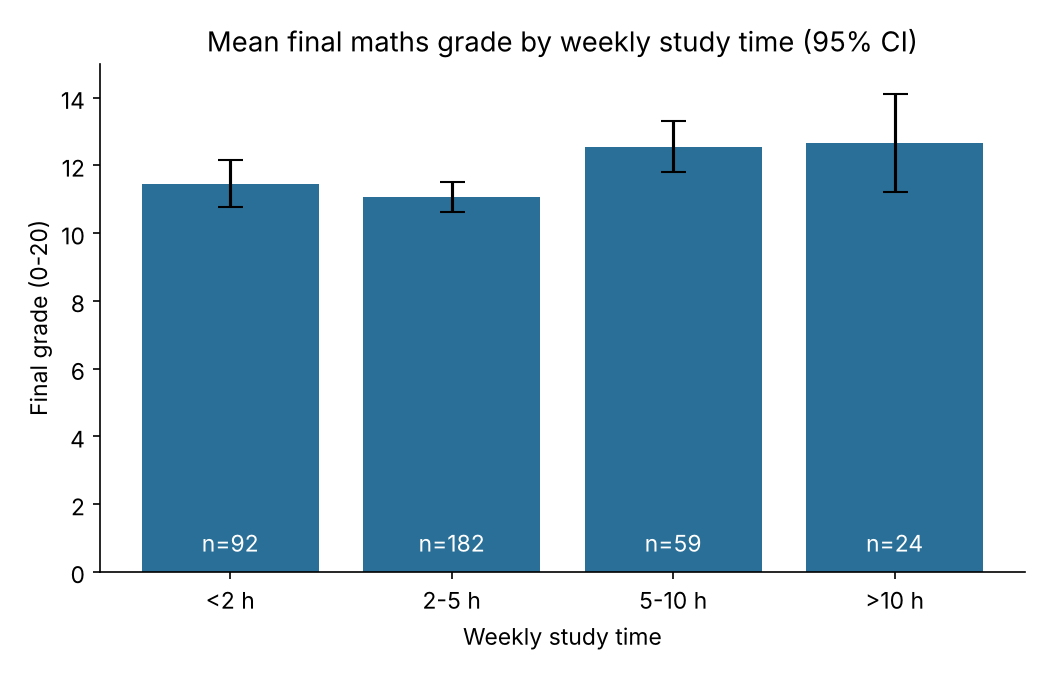 Mean final maths grade by weekly study time (95% CI)
Final grade (0-20)
14
12
10
8
6
4
2
0
n=92
n=182
n=59
n=24
<2 h
2-5 h
5-10 h
>10 h
Weekly study time